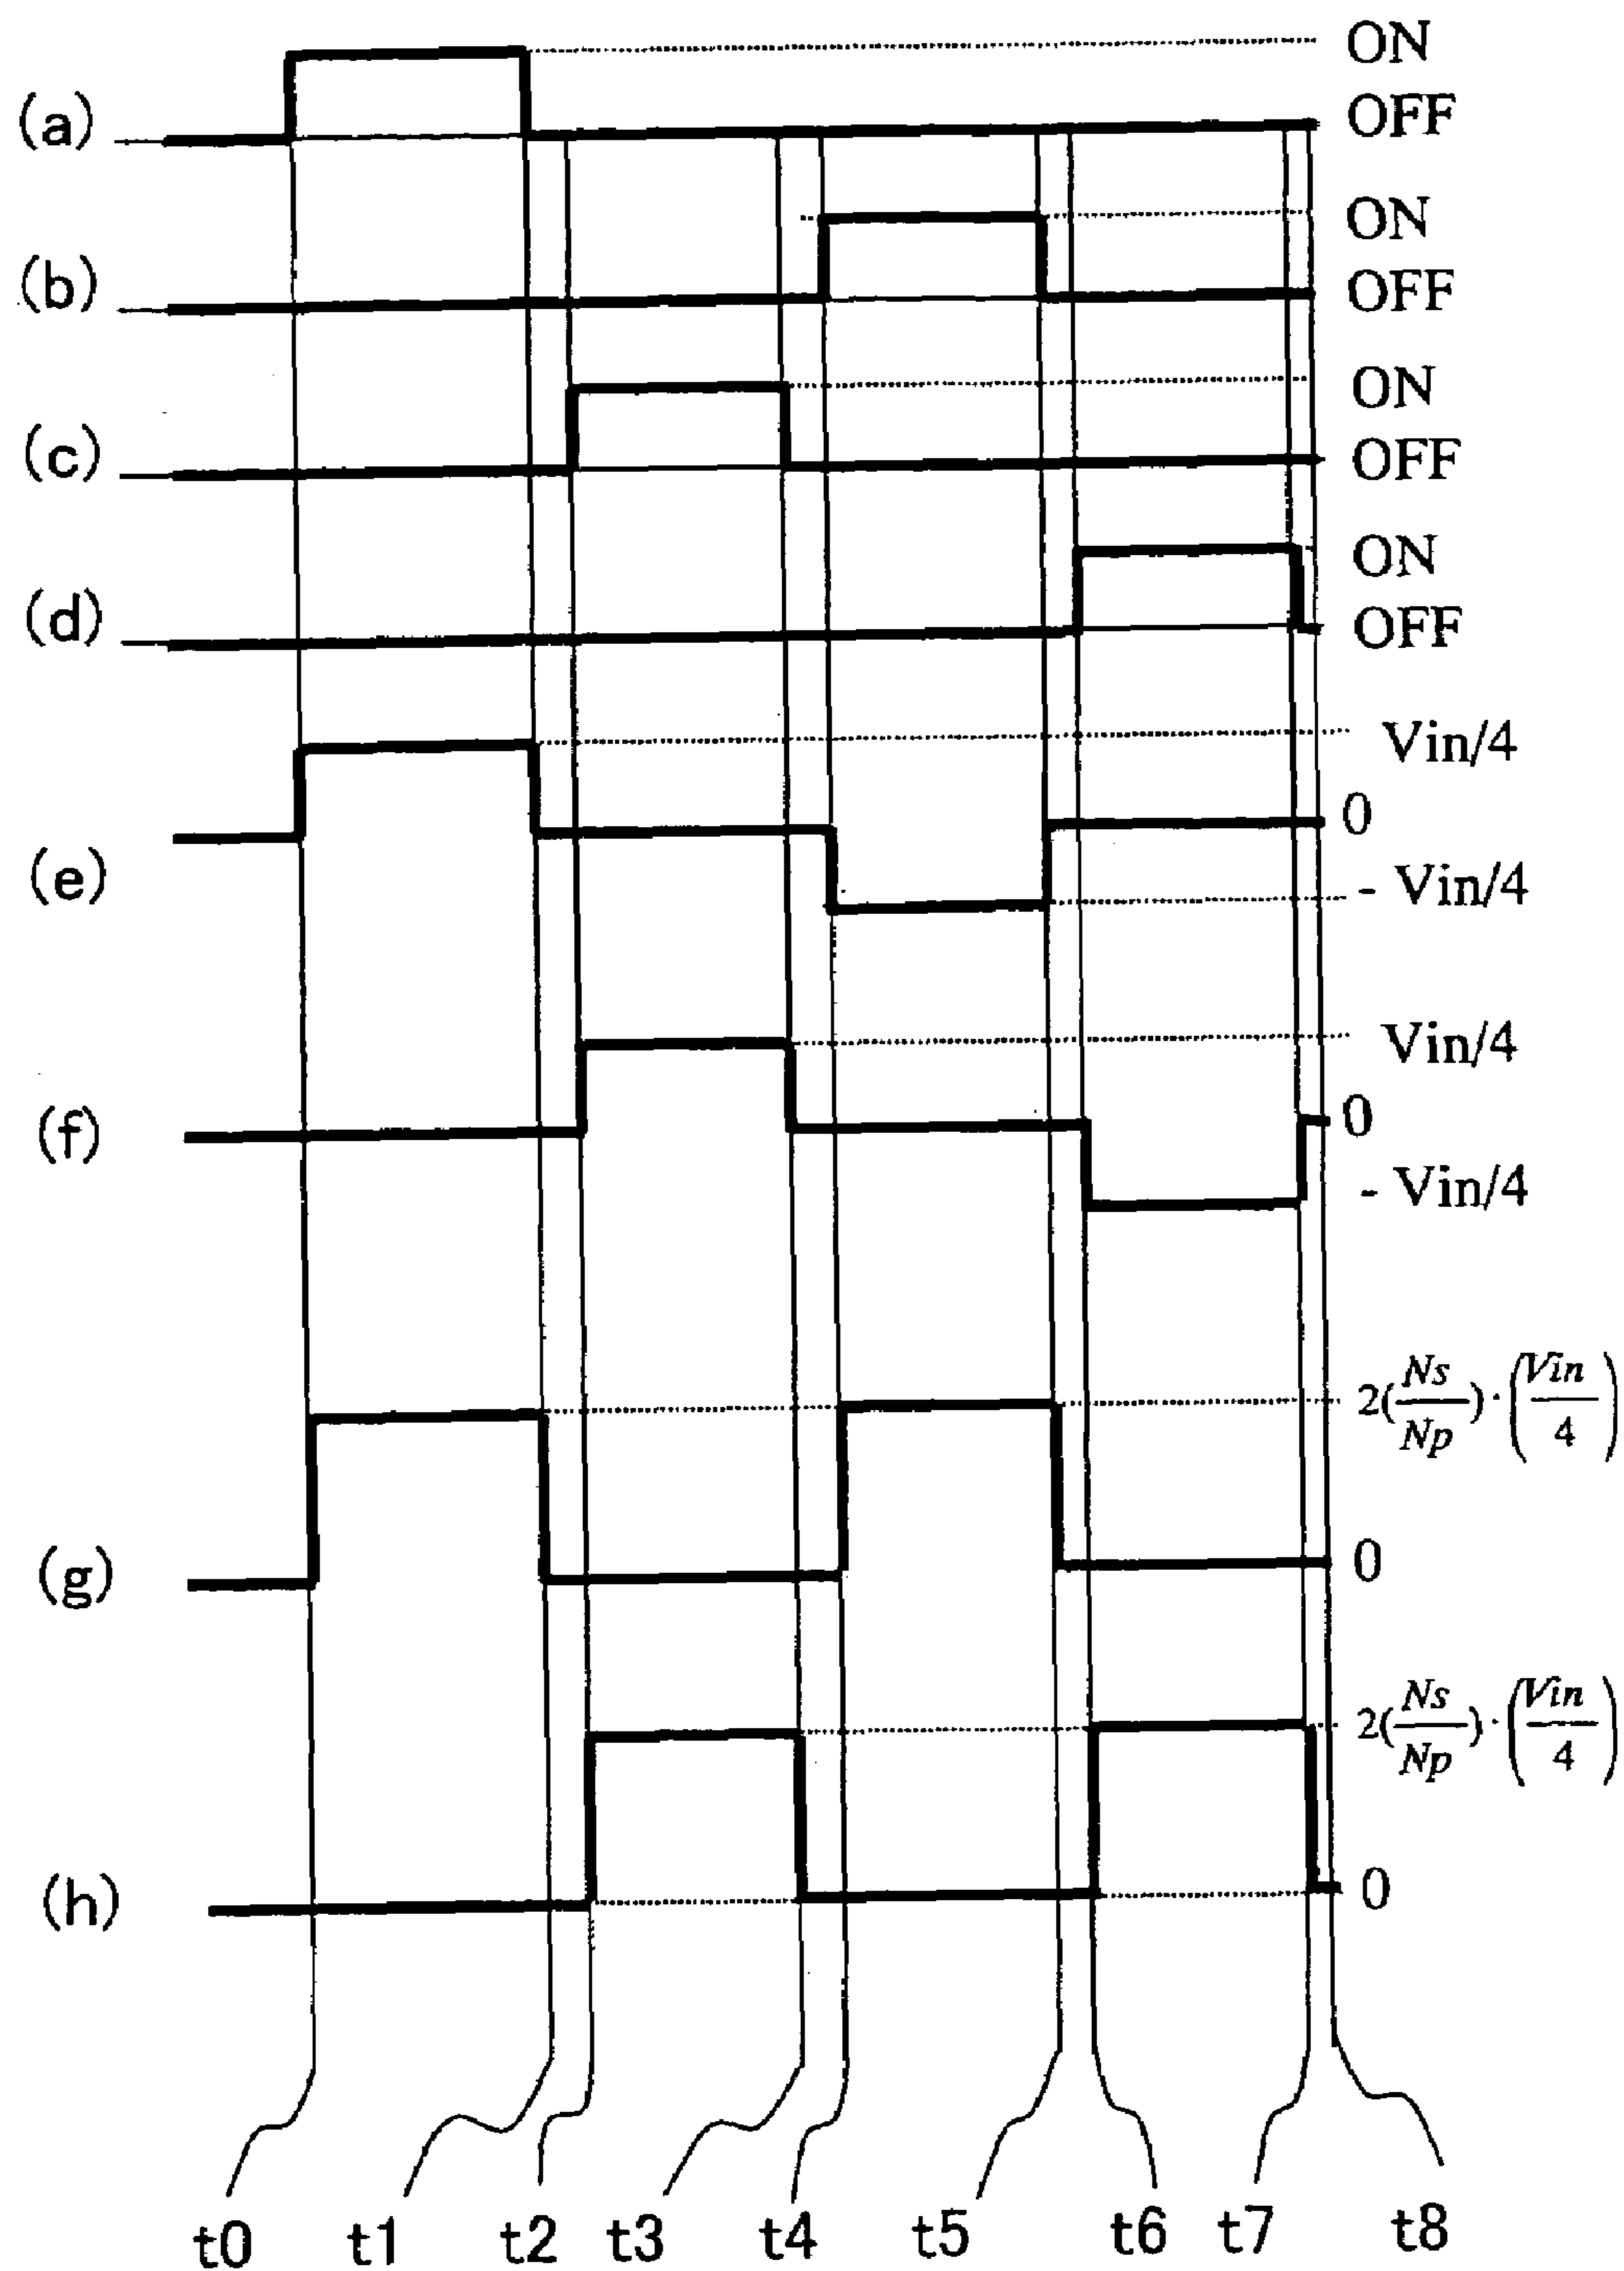 (a) ON
OFF
(b) ON
OFF
(c) ON
OFF
(d) ON
OFF
Vin/4
0
(e) - Vin/4
Vin/4
(f) 0
- Vin/4
2(Ns/Np)·(Vin/4)
(g) 0
2(Ns/Np)·(Vin/4)
(h) 0
t0 t1 t2 t3 t4 t5 t6 t7 t8